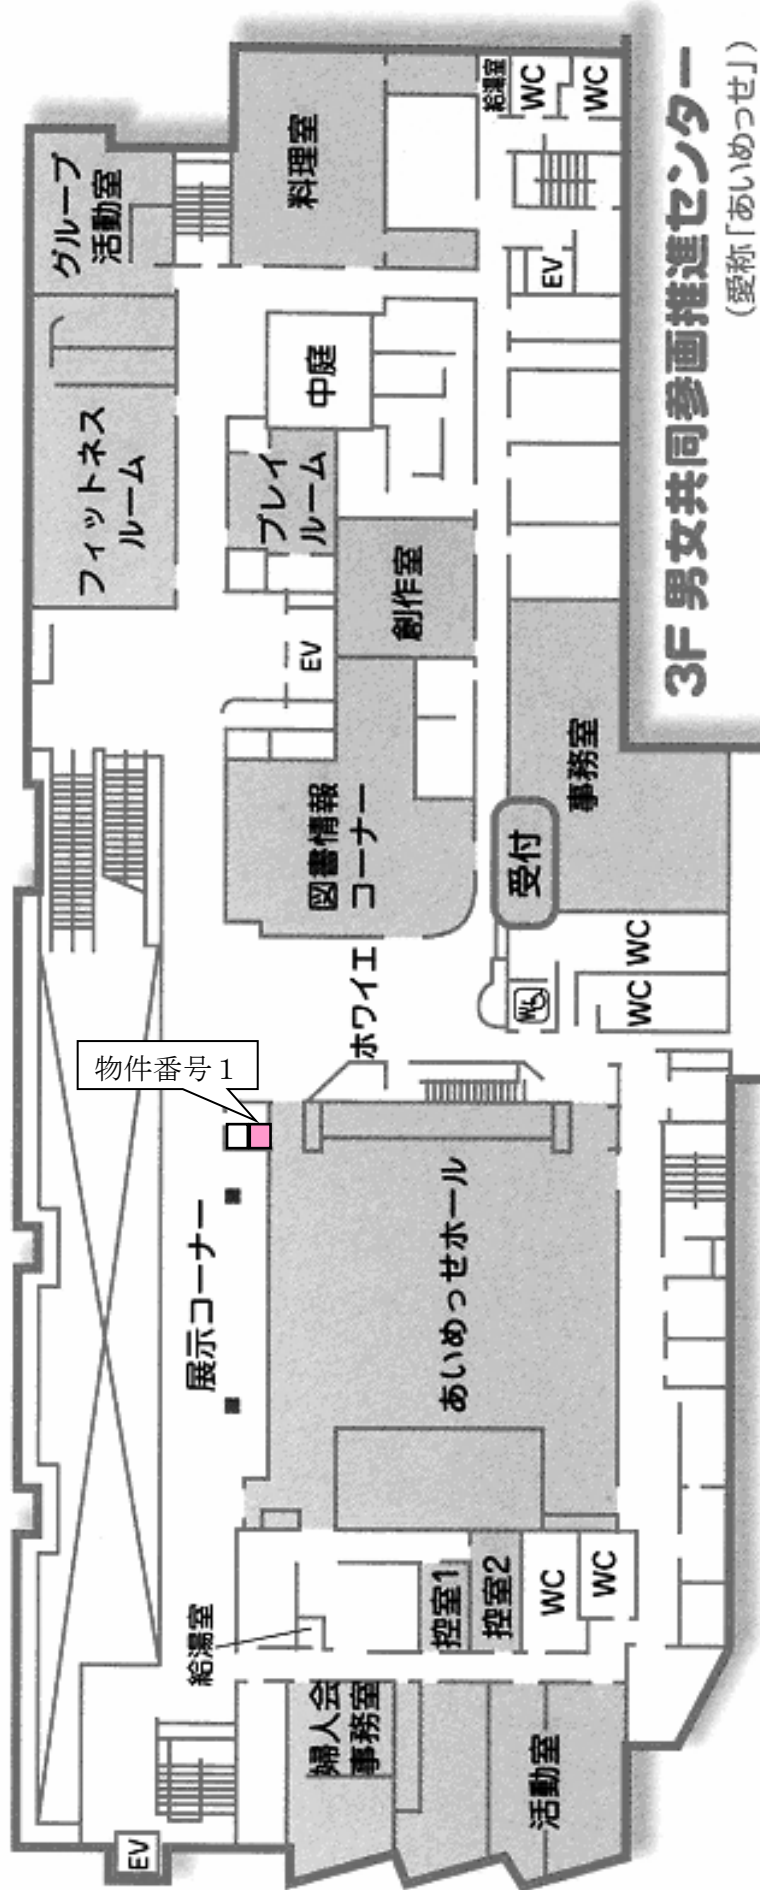 3F 男女共同参画推進センター
(愛称「あいめっせ」)
グループ
活動室
料理室
給湯室
WC
WC
EV
中庭
フィットネス
ルーム
プレイ
ルーム
創作室
EV
図書情報
コーナー
事務室
受付
WC
WC
ホワイエ
物件番号1
展示コーナー
あいめっせホール
給湯室
控室1
控室2
WC
WC
婦人会
事務室
活動室
EV